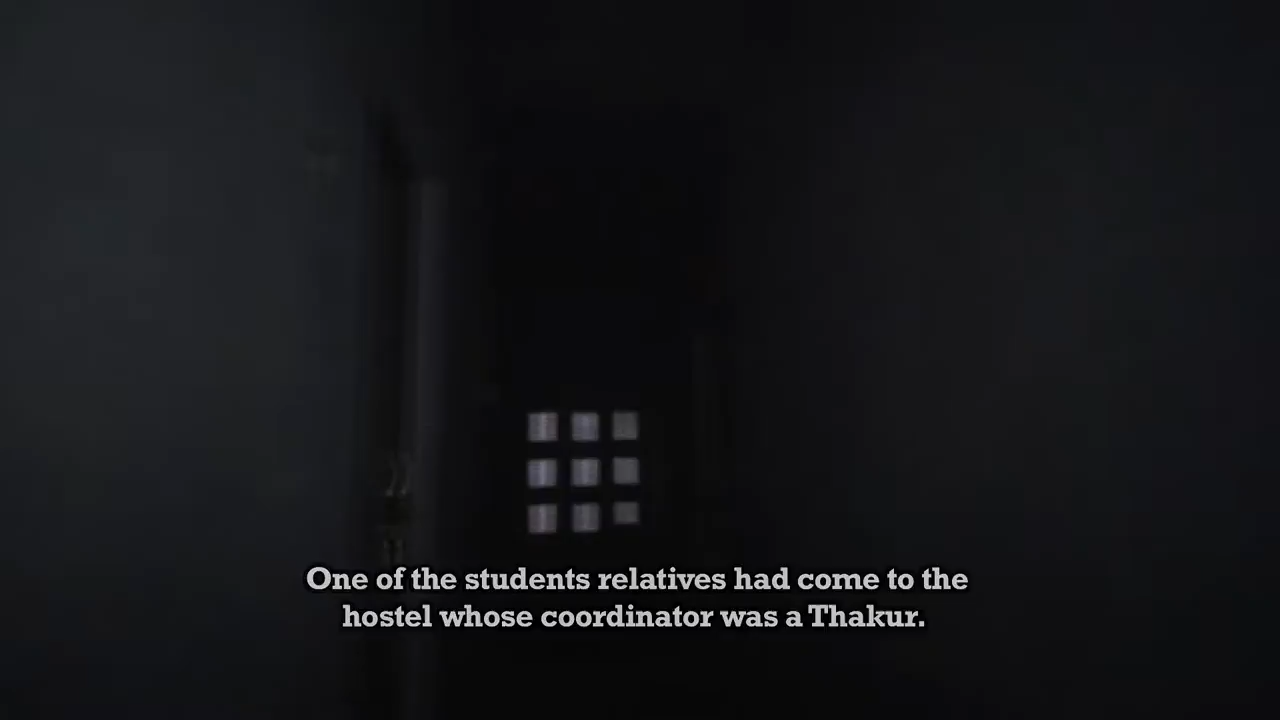 One of the students relatives had come to the
hostel whose coordinator was a Thakur.